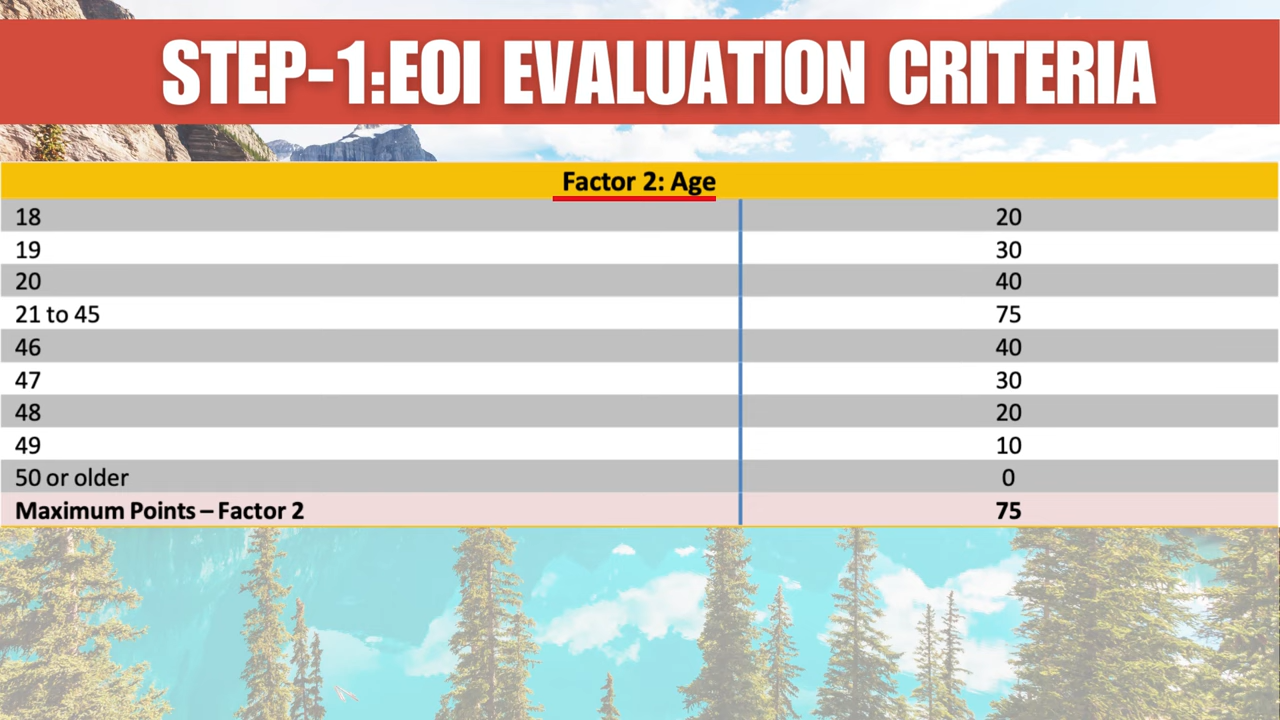 STEP-1:EOI EVALUATION CRITERIA
Factor 2: Age
18 20
19 30
20 40
21 to 45 75
46 40
47 30
48 20
49 10
50 or older 0
Maximum Points – Factor 2 75